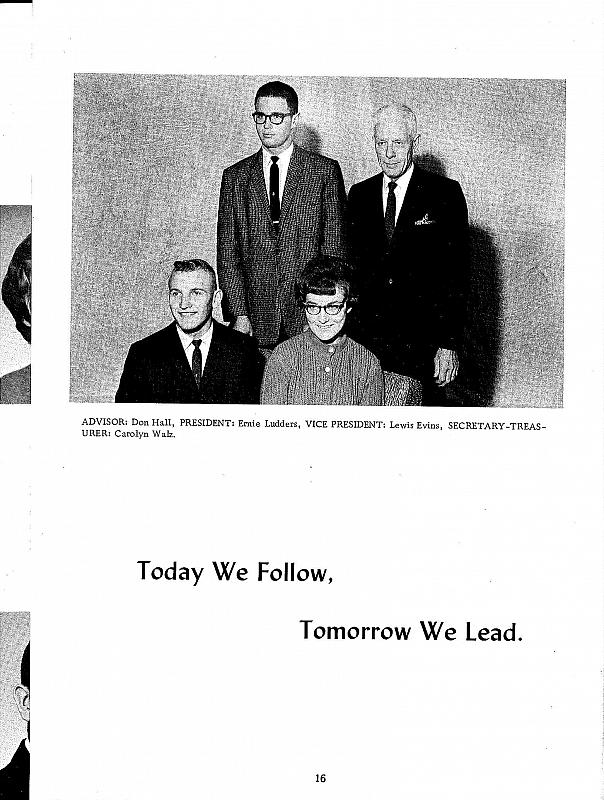 ADVISOR: Don Hall, PRESIDENT: Ernie Ludders, VICE PRESIDENT: Lewis Evins, SECRETARY-TREAS-
URER: Carolyn Walz.
Today We Follow,
Tomorrow We Lead.
16